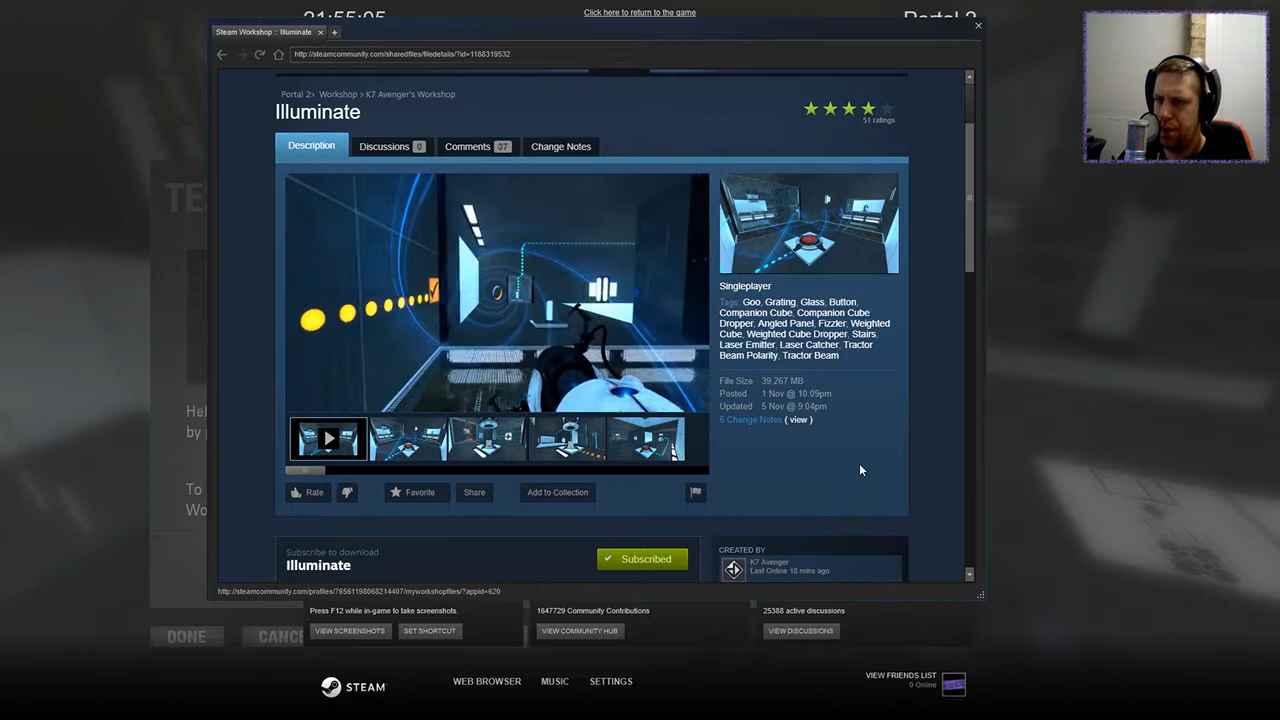 21:55:05
Click here to return to the game
Portal 2
Steam Workshop :: Illuminate
http://steamcommunity.com/sharedfiles/filedetails/?id=1188319532
Portal 2> Workshop > K7 Avenger's Workshop
Illuminate
51 ratings
Description
Discussions 0
Comments 37
Change Notes
Singleplayer
Tags: Goo, Grating, Glass, Button,
Companion Cube, Companion Cube
Dropper, Angled Panel, Fizzler, Weighted
Cube, Weighted Cube Dropper, Stairs,
Laser Emitter, Laser Catcher, Tractor
Beam Polarity, Tractor Beam
File Size 39.267 MB
Posted 1 Nov @ 10:09pm
Updated 5 Nov @ 9:04pm
6 Change Notes ( view )
Rate
Favorite
Share
Add to Collection
Subscribe to download
Illuminate
Subscribed
CREATED BY
K7 Avenger
Last Online 18 mins ago
http://steamcommunity.com/profiles/76561198068214407/myworkshopfiles/?appid=620
TE
Hel
by
To
Wo
Press F12 while in-game to take screenshots.
1647729 Community Contributions
25388 active discussions
VIEW SCREENSHOTS
SET SHORTCUT
VIEW COMMUNITY HUB
VIEW DISCUSSIONS
DONE
CANC
STEAM
WEB BROWSER
MUSIC
SETTINGS
VIEW FRIENDS LIST
0 Online